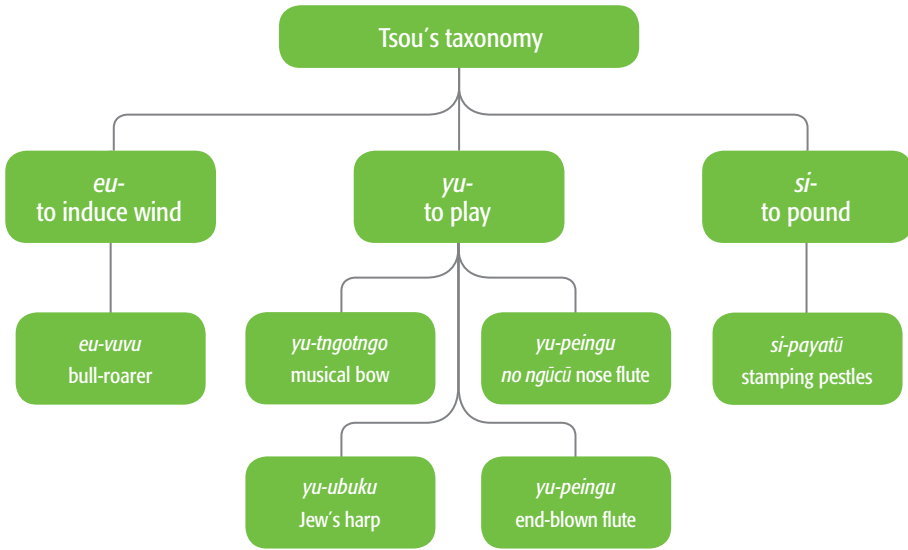 Tsou´s taxonomy
eu-
to induce wind
yu-
to play
si-
to pound
eu-vuvu
bull-roarer
yu-tngotngo
musical bow
yu-peingu
no ngūcū nose flute
si-payatū
stamping pestles
yu-ubuku
Jew´s harp
yu-peingu
end-blown flute